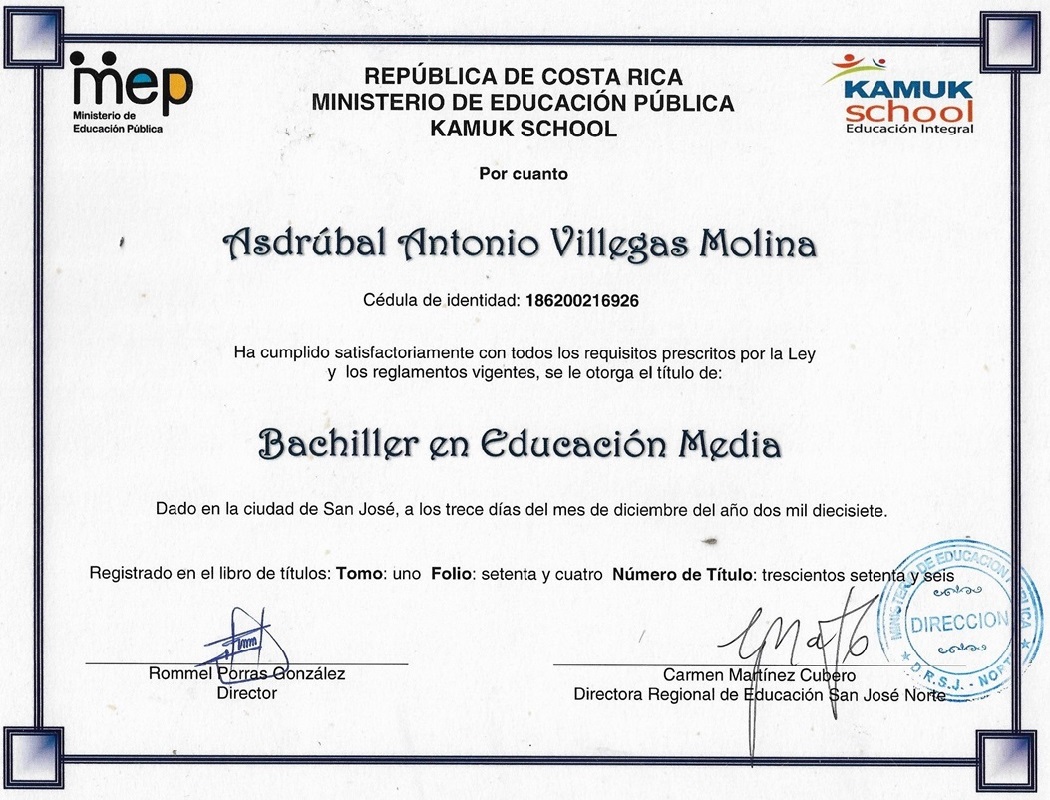 mep
Ministerio de
Educación Pública
REPÚBLICA DE COSTA RICA
MINISTERIO DE EDUCACIÓN PÚBLICA
KAMUK SCHOOL
KAMUK
school
Educación Integral
Por cuanto
Asdrúbal Antonio Villegas Molina
Cédula de identidad: 186200216926
Ha cumplido satisfactoriamente con todos los requisitos prescritos por la Ley
y los reglamentos vigentes, se le otorga el título de:
Bachiller en Educación Media
Dado en la ciudad de San José, a los trece días del mes de diciembre del año dos mil diecisiete.
Registrado en el libro de títulos: Tomo: uno Folio: setenta y cuatro Número de Título: trescientos setenta y seis
Rommel Porras González
Director
Carmen Martínez Cubero
Directora Regional de Educación San José Norte
MINISTERIO DE EDUCACION PUBLICA
DIRECCION
D.R.S.J. - NORTE